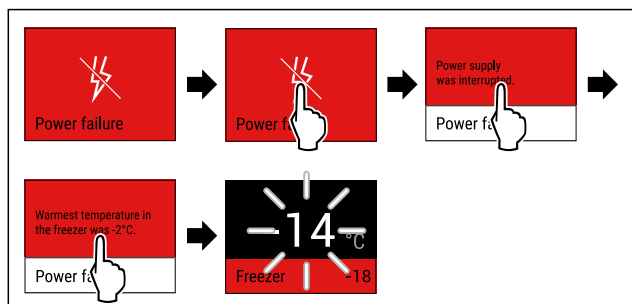 Power failure
Power fa
Power supply
was interrupted.
Power fa
Warmest temperature in
the freezer was -2°C.
Power fa
-14 °C
Freezer -18